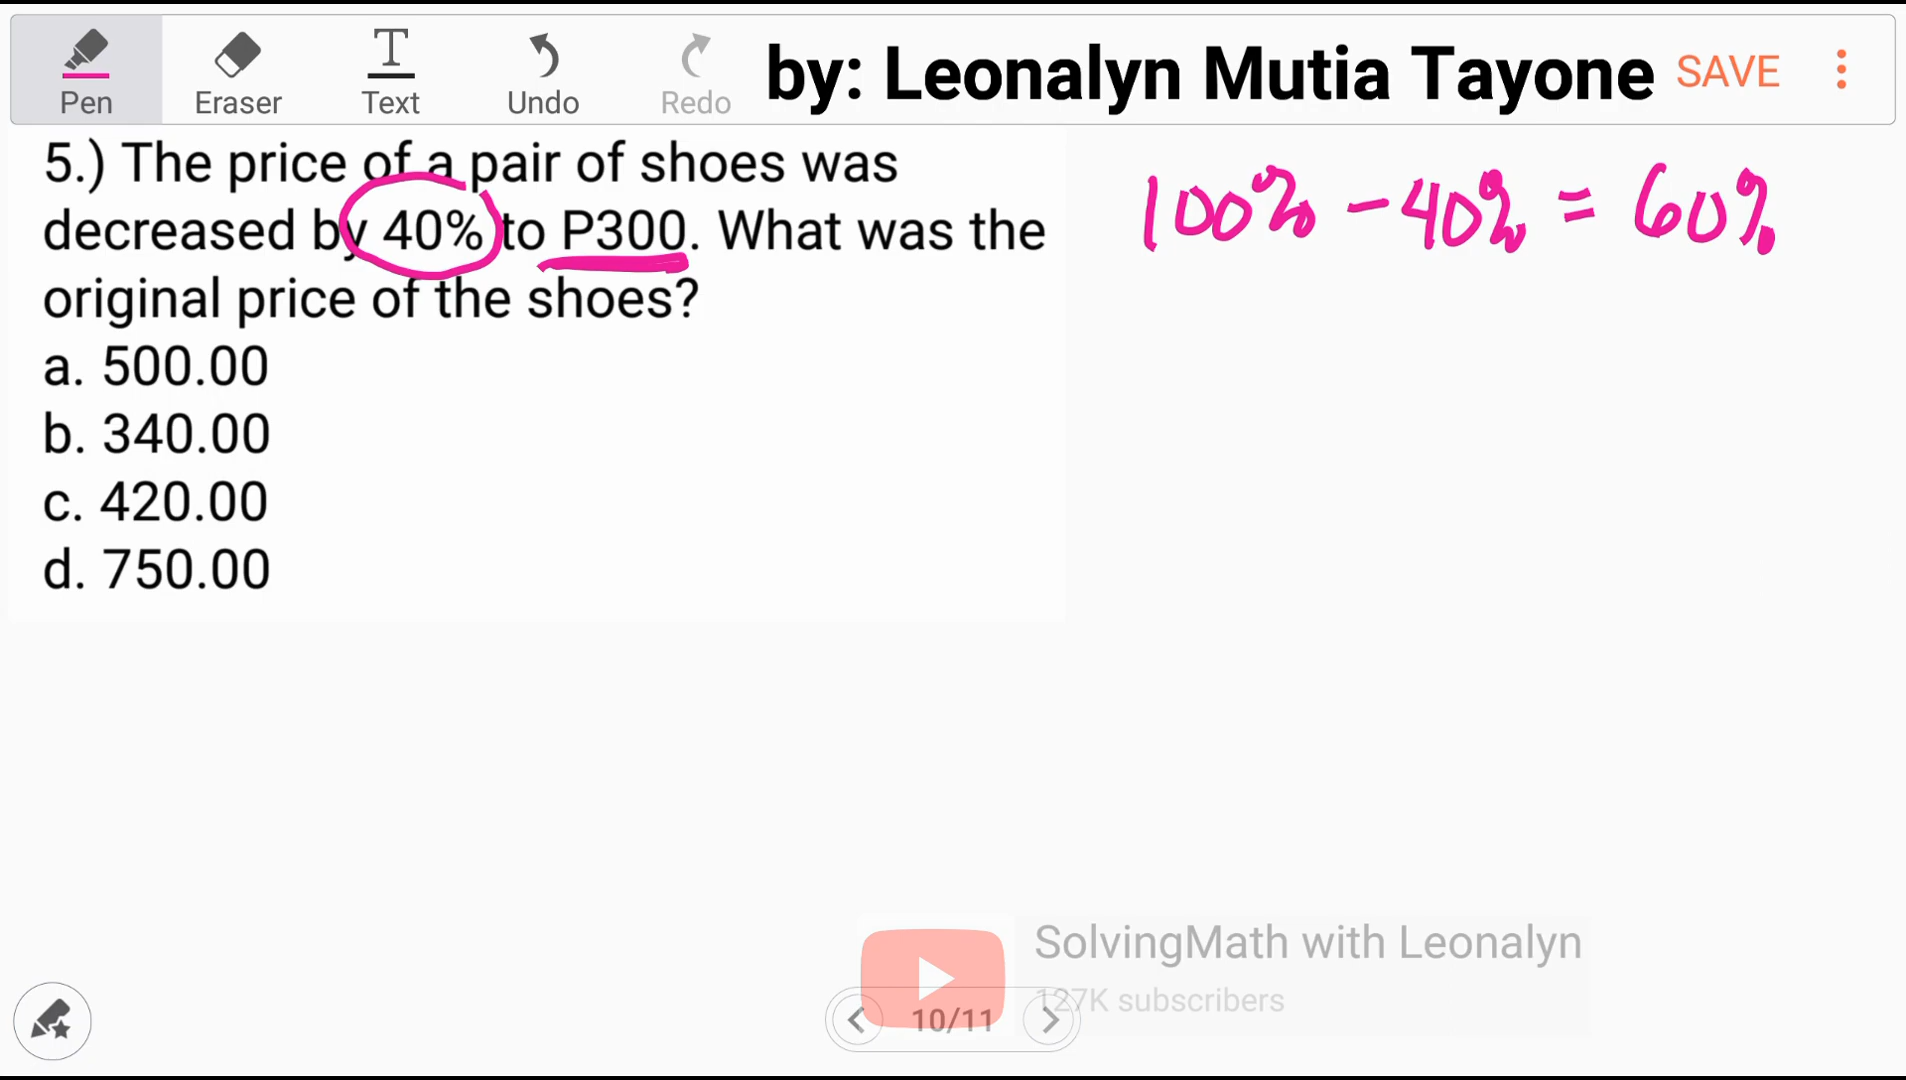 Pen
Eraser
Text
Undo
Redo
by: Leonalyn Mutia Tayone
SAVE
5.) The price of a pair of shoes was
decreased by 40% to P300. What was the
original price of the shoes?
a. 500.00
b. 340.00
c. 420.00
d. 750.00
100% - 40% = 60%
SolvingMath with Leonalyn
127K subscribers
10/11